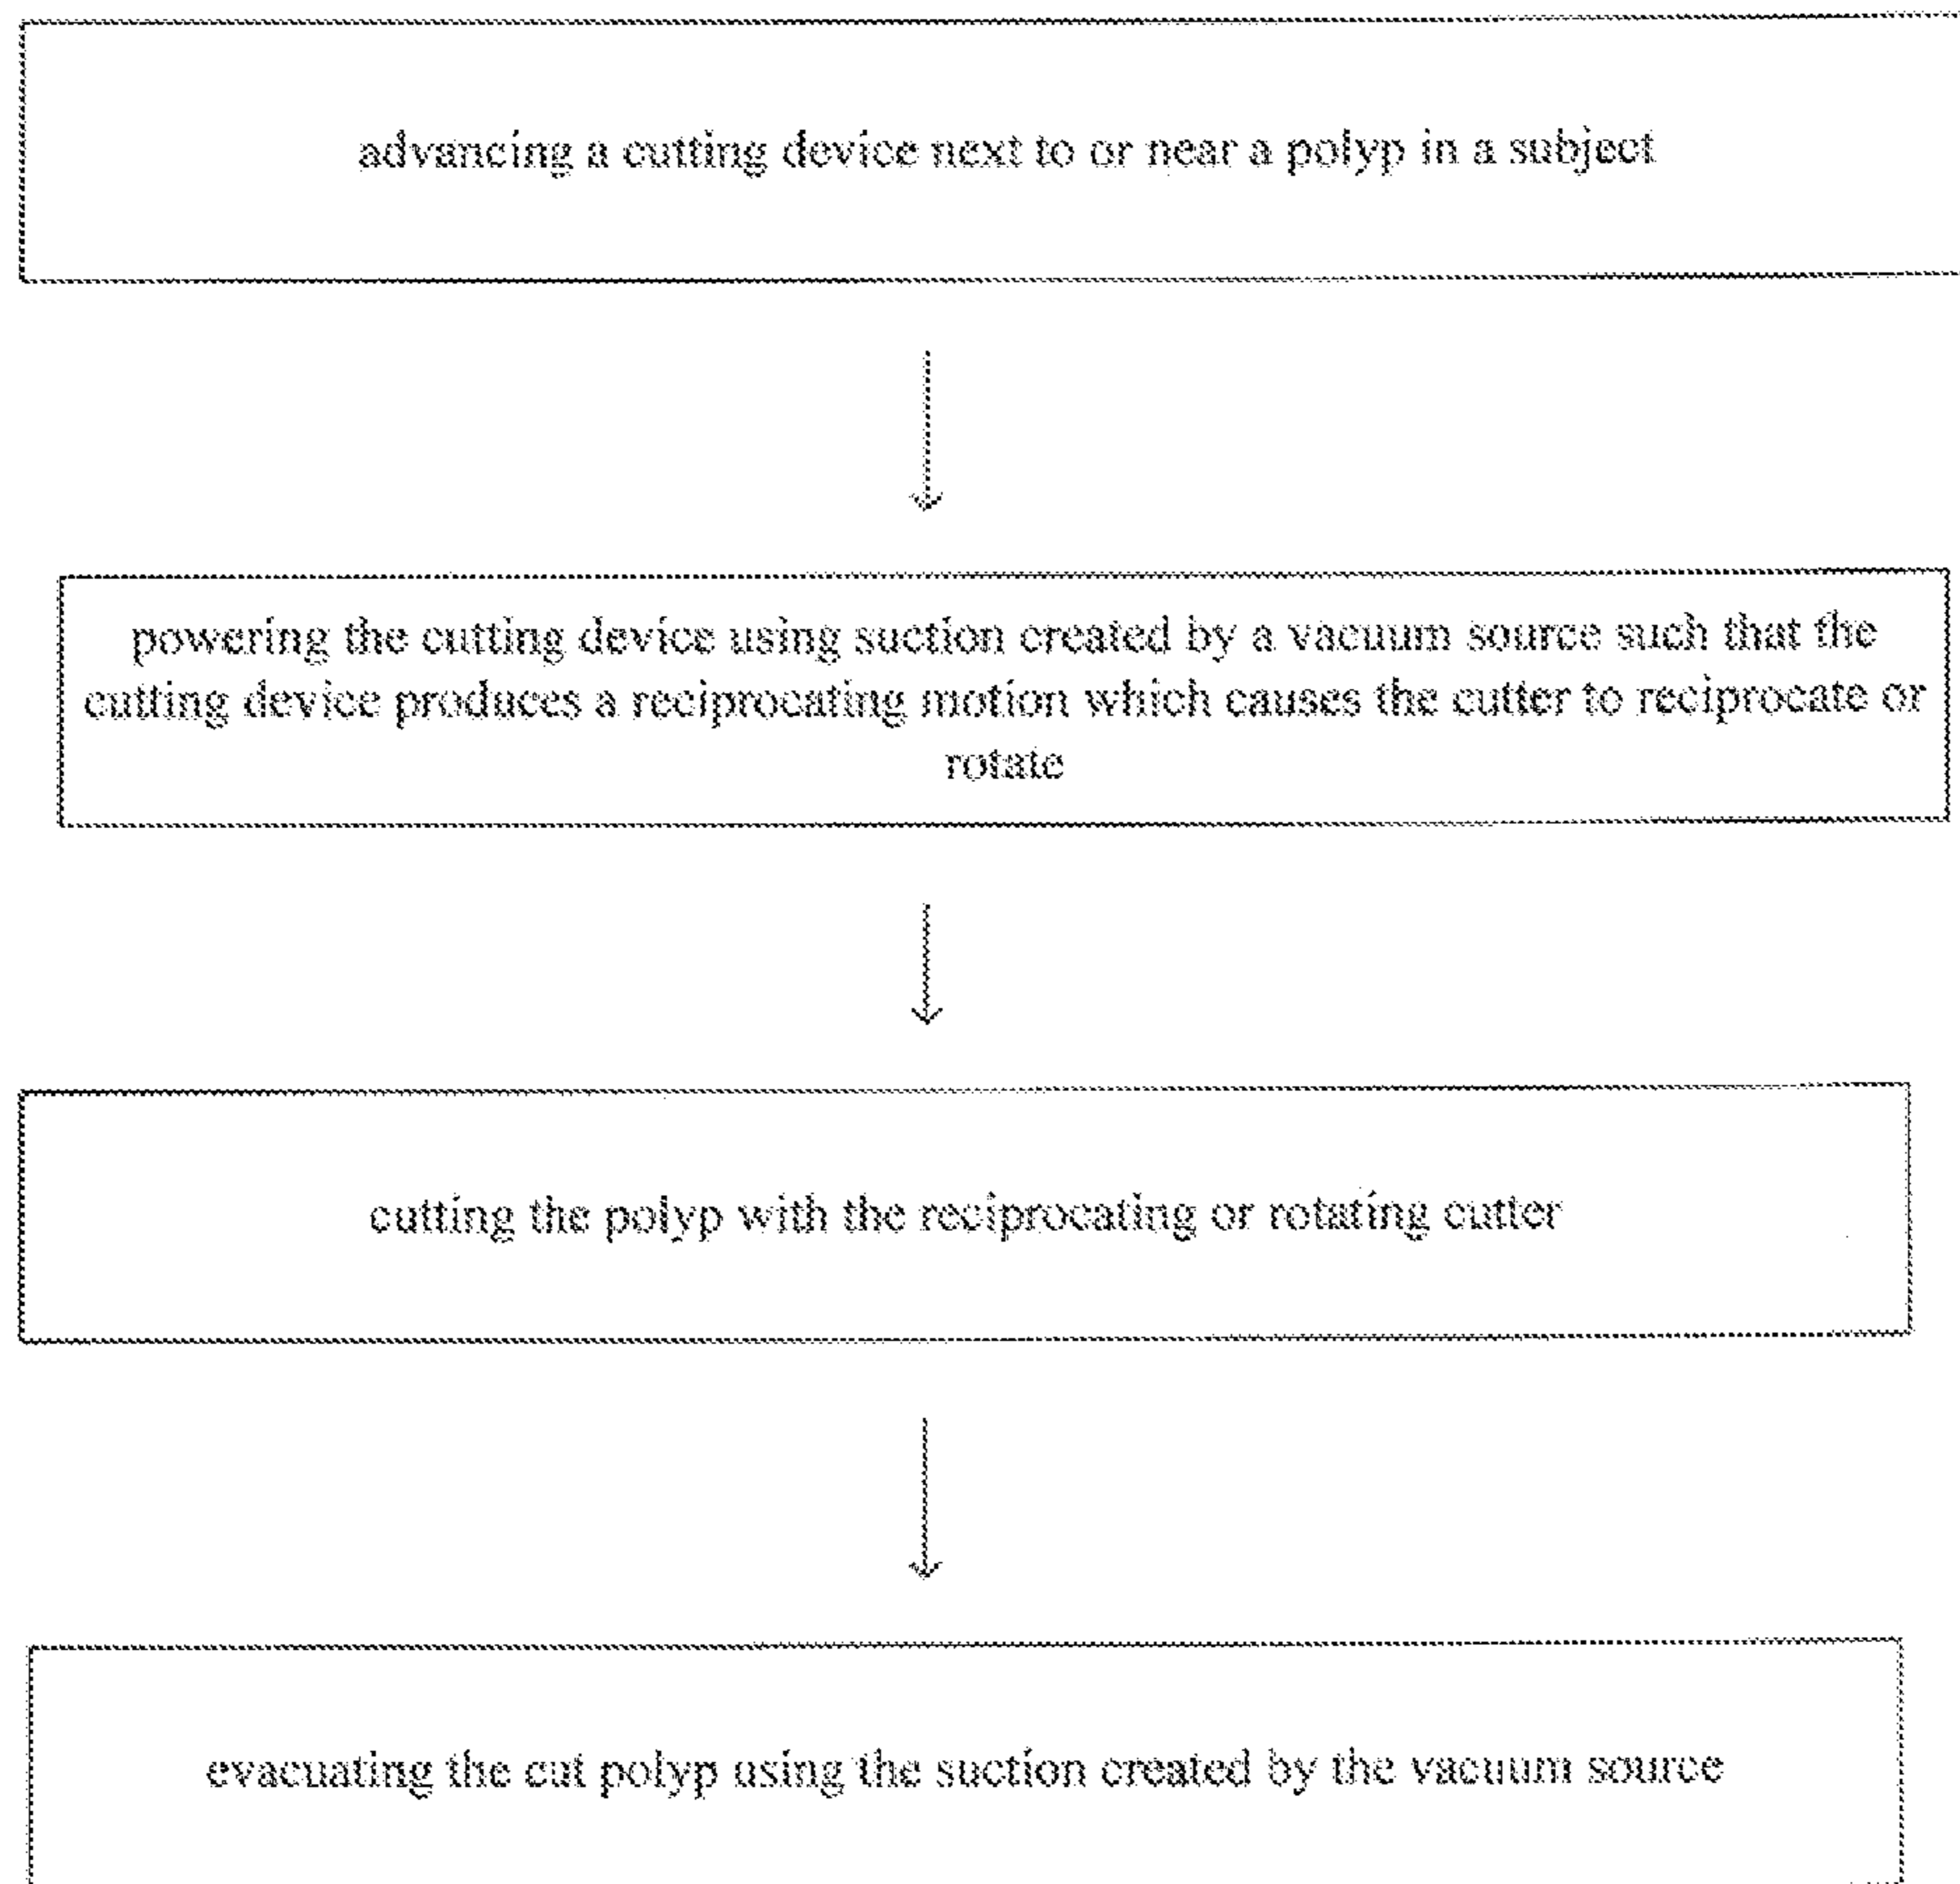 advancing a cutting device next to or near a polyp in a subject
powering the cutting device using suction created by a vacuum source such that the
cutting device produces a reciprocating motion which causes the cutter to reciprocate or
rotate
cutting the polyp with the reciprocating or rotating cutter
evacuating the cut polyp using the suction created by the vacuum source